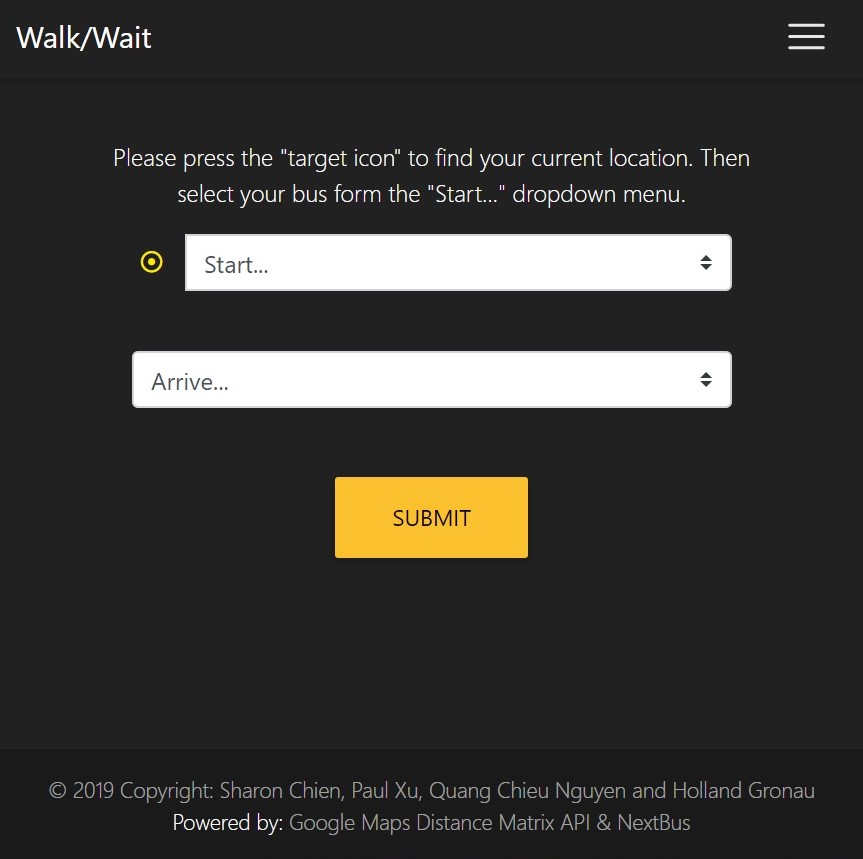 Walk/Wait
Please press the "target icon" to find your current location. Then
select your bus form the "Start..." dropdown menu.
Start...
Arrive...
SUBMIT
© 2019 Copyright: Sharon Chien, Paul Xu, Quang Chieu Nguyen and Holland Gronau
Powered by: Google Maps Distance Matrix API & NextBus